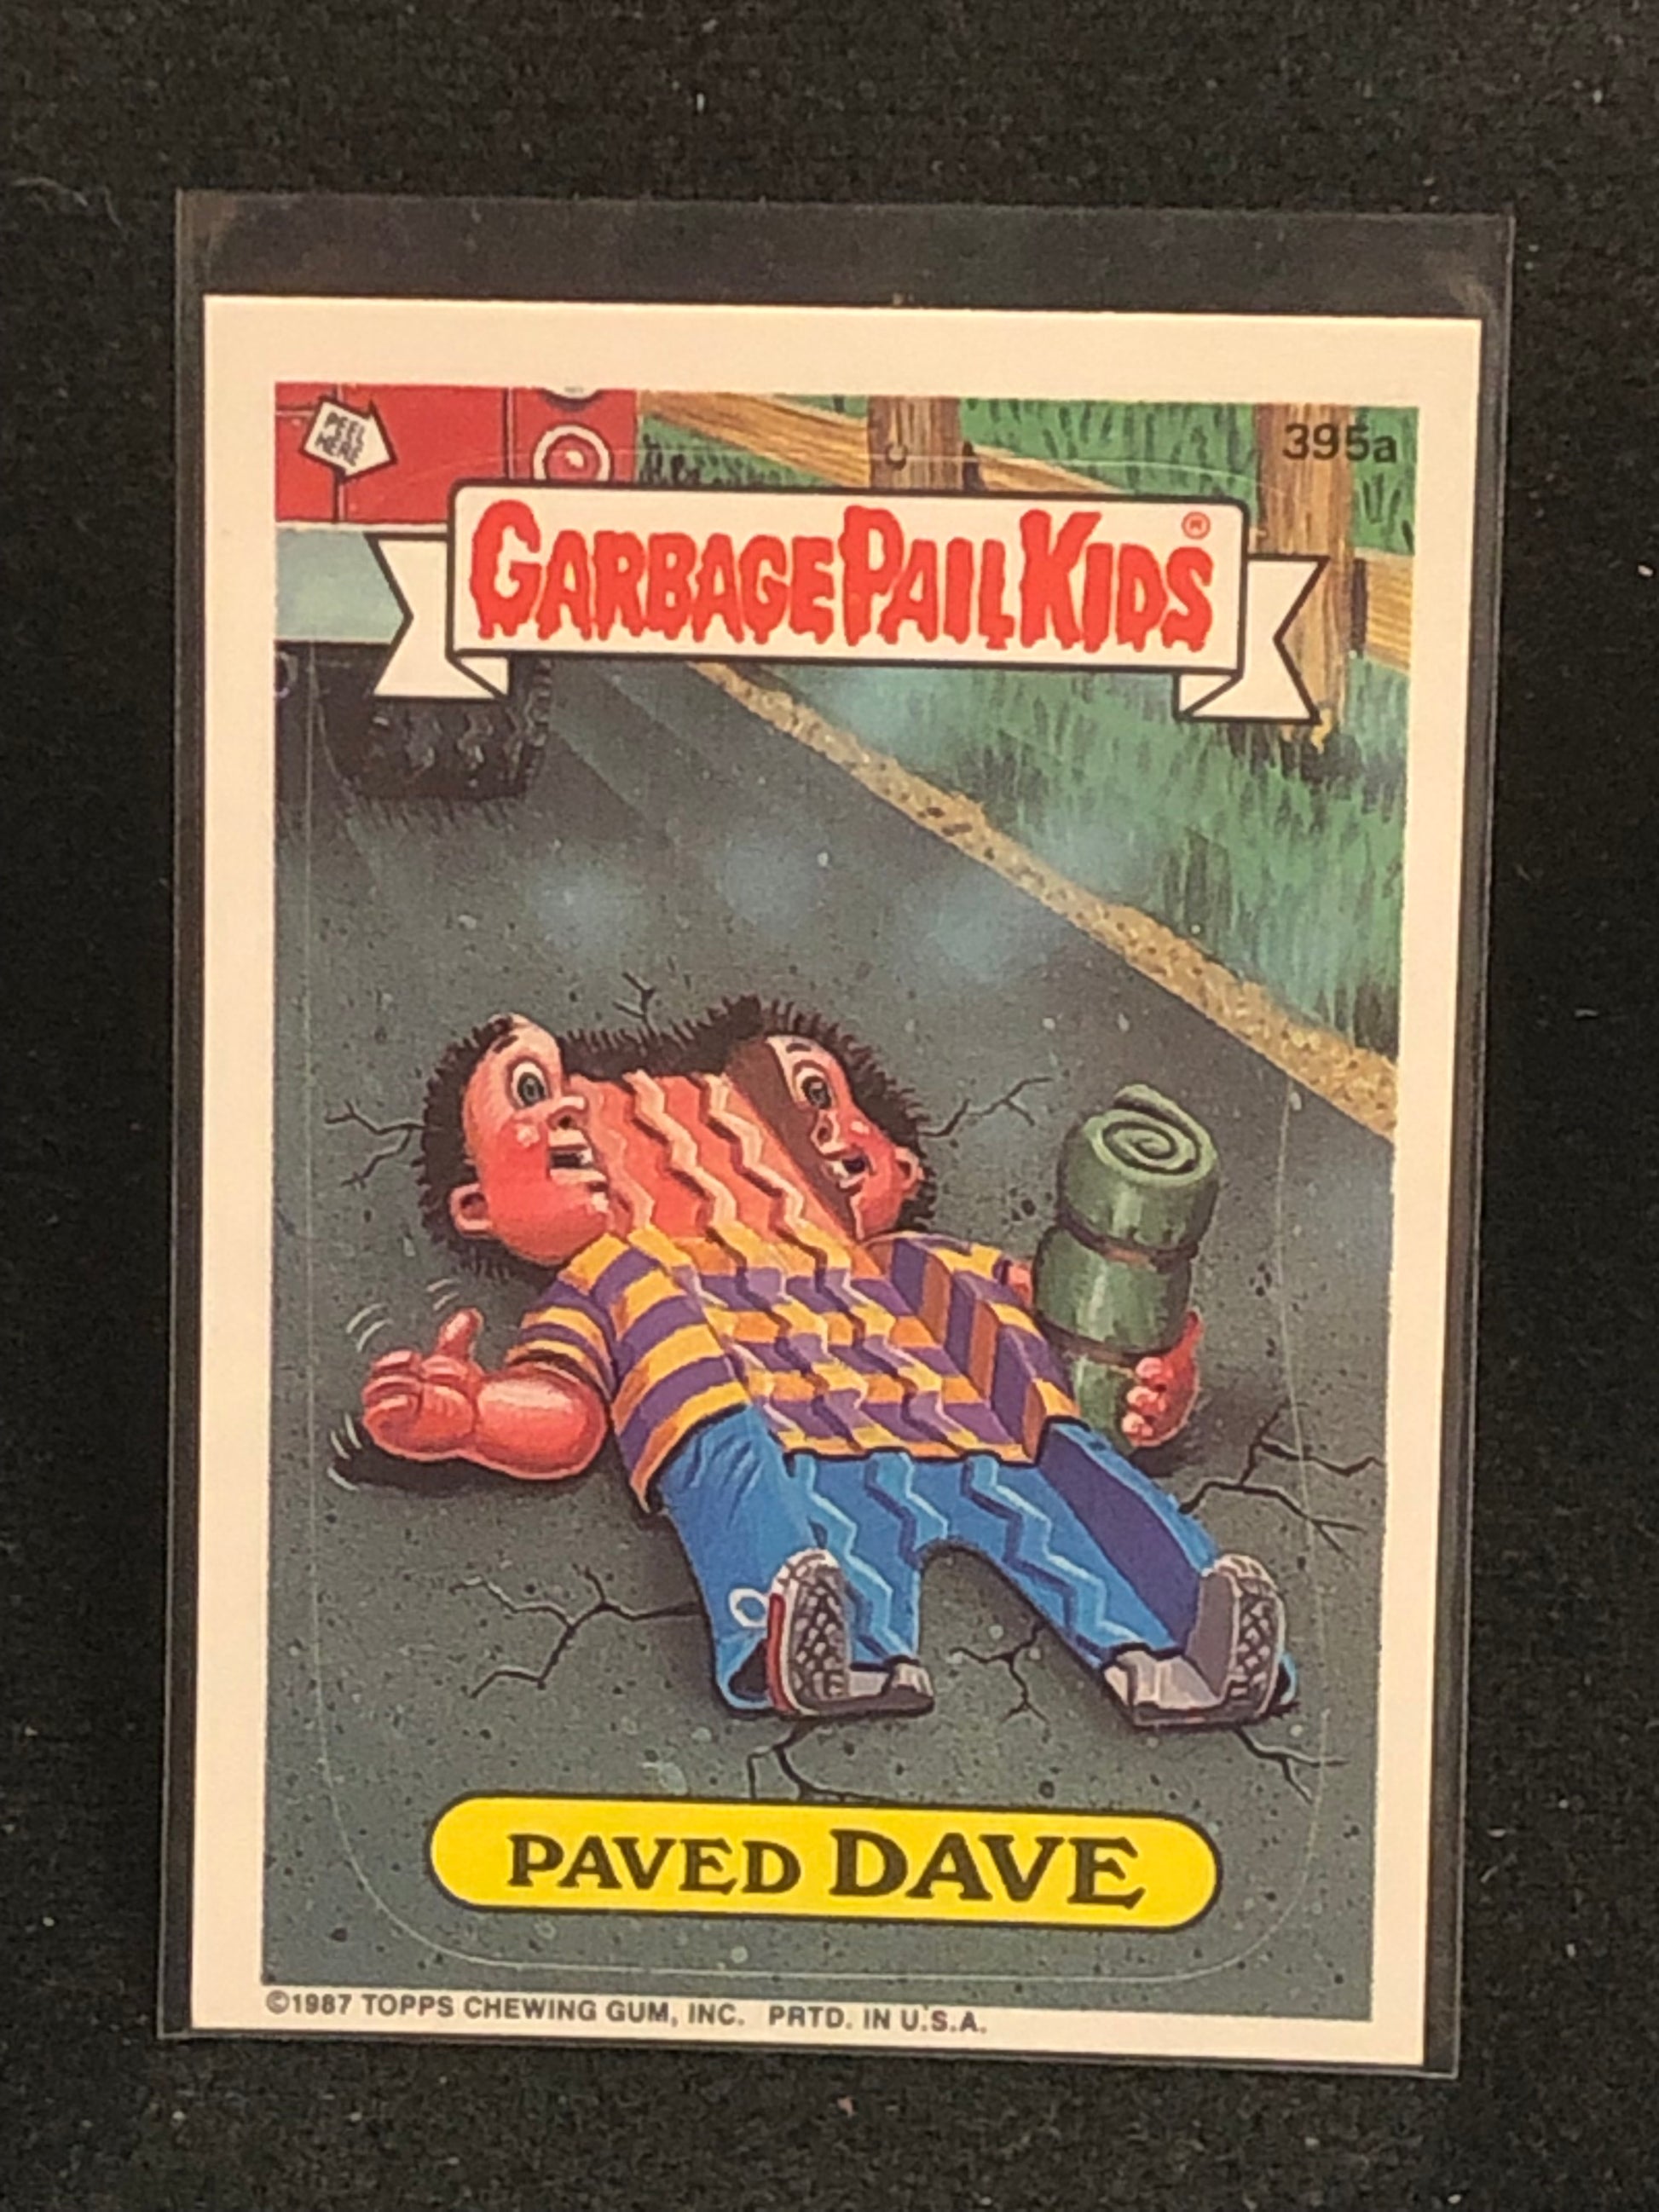 PEEL
HERE
395a
GARBAGE PAIL KIDS®
PAVED DAVE
©1987 TOPPS CHEWING GUM, INC. PRTD. IN U.S.A.